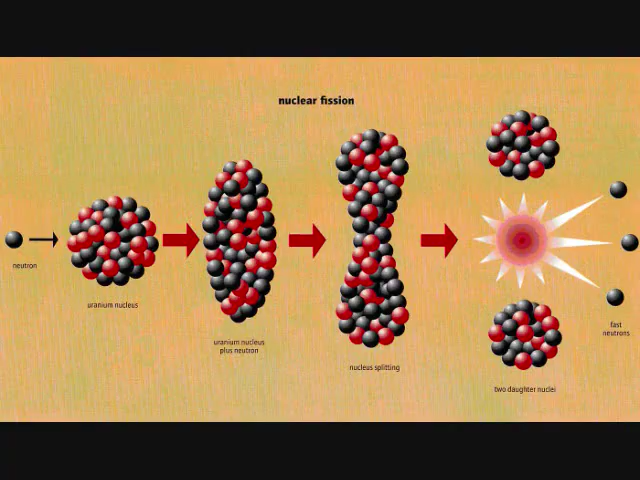 nuclear fission
neutron
uranium nucleus
uranium nucleus
plus neutron
nucleus splitting
two daughter nuclei
fast
neutrons